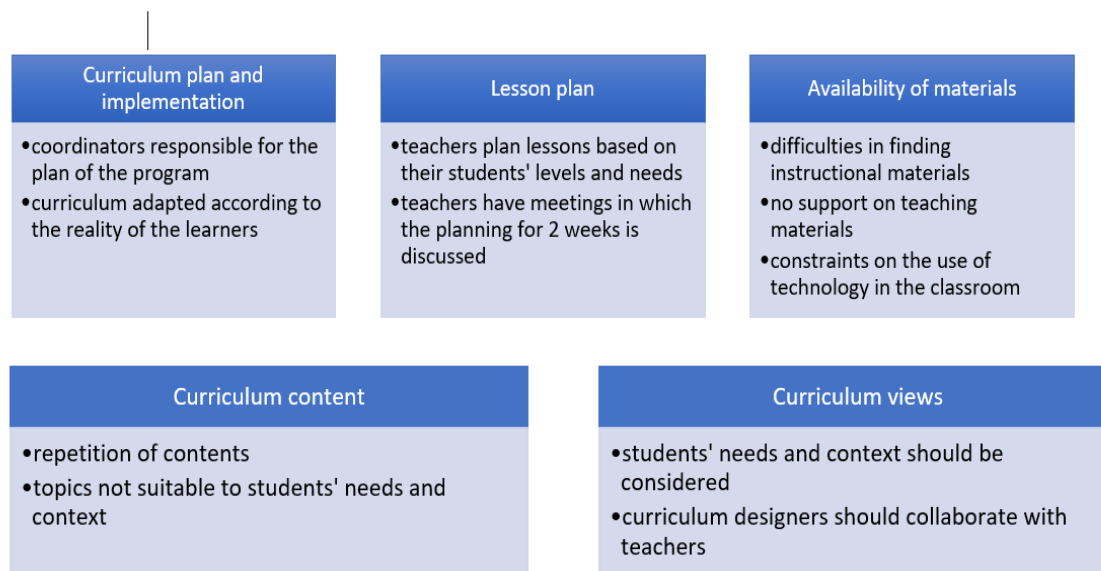 Curriculum plan and
implementation
•coordinators responsible for the
plan of the program
•curriculum adapted according to
the reality of the learners
Lesson plan
•teachers plan lessons based on
their students' levels and needs
•teachers have meetings in which
the planning for 2 weeks is
discussed
Availability of materials
•difficulties in finding
instructional materials
•no support on teaching
materials
•constraints on the use of
technology in the classroom
Curriculum content
•repetition of contents
•topics not suitable to students' needs and
context
Curriculum views
•students' needs and context should be
considered
•curriculum designers should collaborate with
teachers